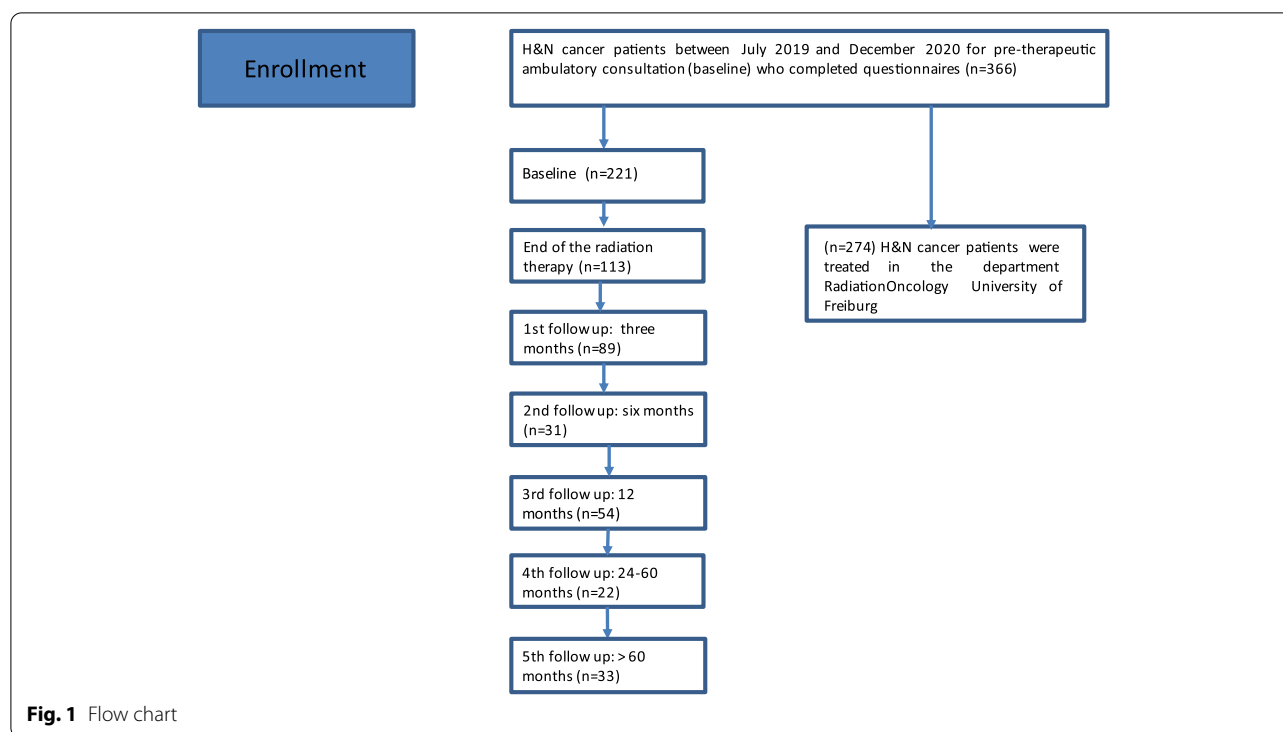 Enrollment
H&N cancer patients between July 2019 and December 2020 for pre-therapeutic
ambulatory consultation (baseline) who completed questionnaires (n=366)
Baseline (n=221)
End of the radiation
therapy (n=113)
(n=274) H&N cancer patients were
treated in the department
RadiationOncology University of
Freiburg
1st follow up: three
months (n=89)
2nd follow up: six months
(n=31)
3rd follow up: 12
months (n=54)
4th follow up: 24-60
months (n=22)
5th follow up: > 60
months (n=33)
Fig. 1 Flow chart